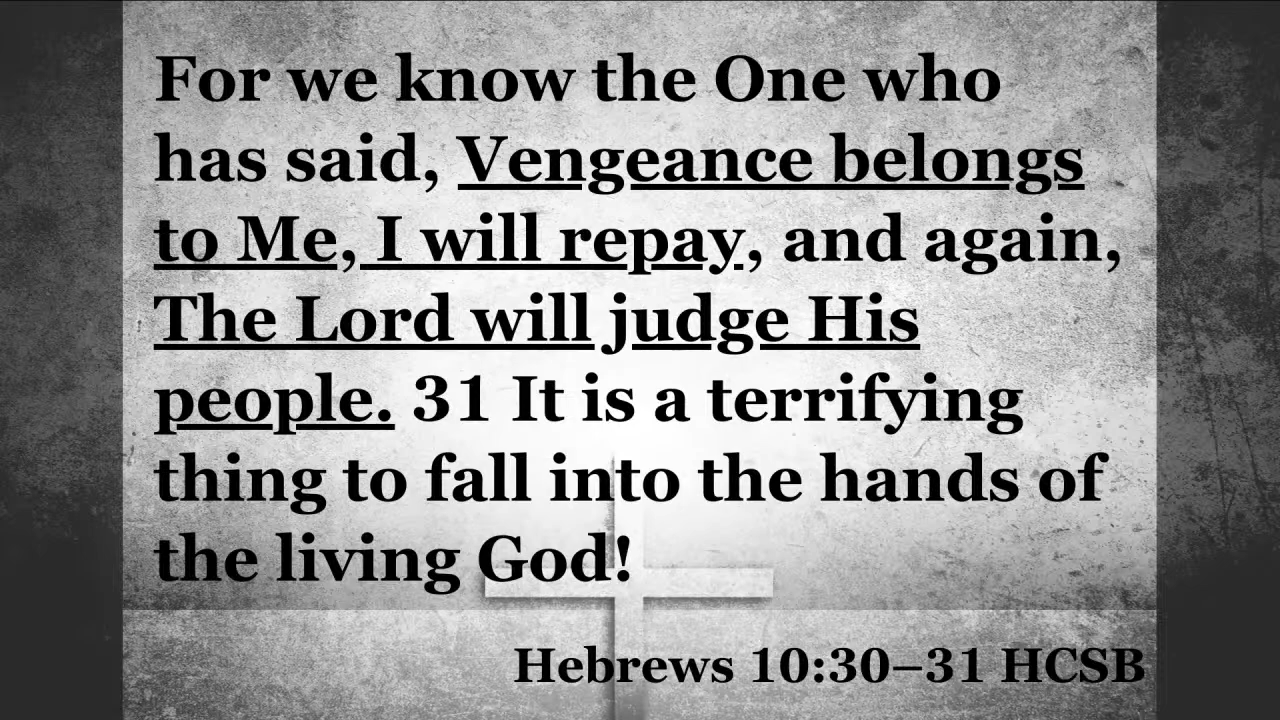 For we know the One who
has said, Vengeance belongs
to Me, I will repay, and again,
The Lord will judge His
people. 31 It is a terrifying
thing to fall into the hands of
the living God!
Hebrews 10:30–31 HCSB